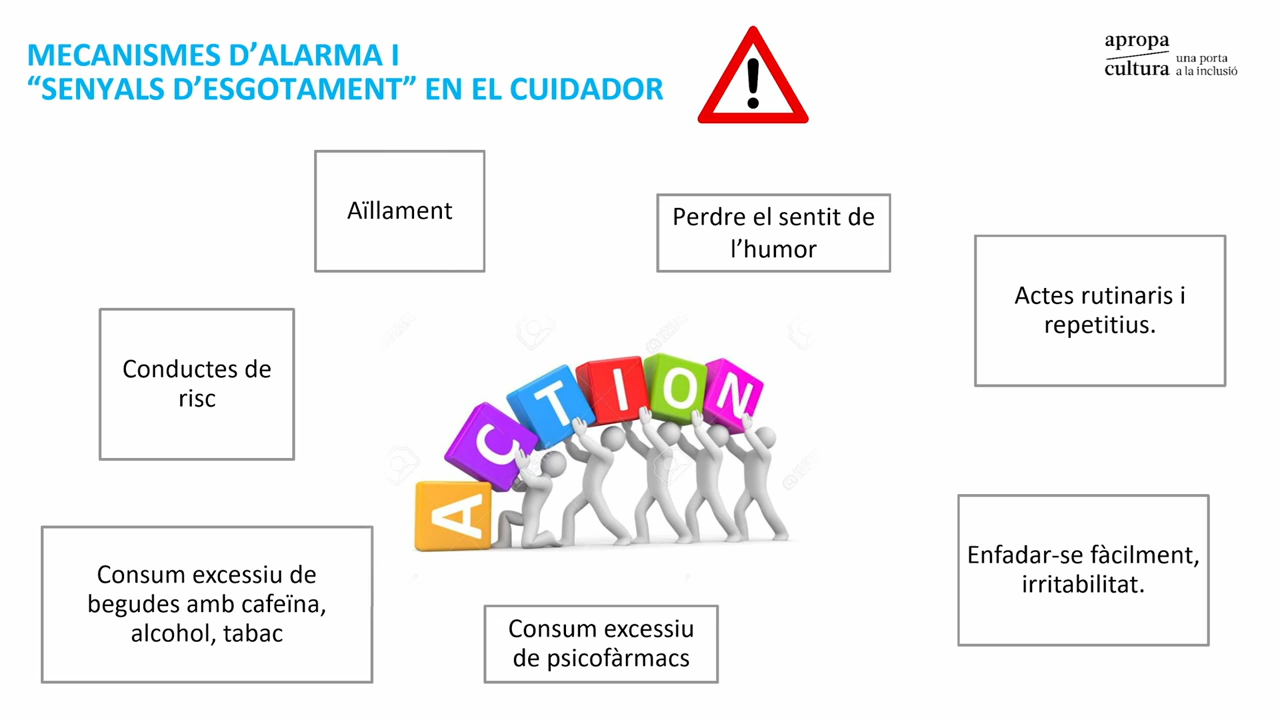 MECANISMES D’ALARMA I
“SENYALS D’ESGOTAMENT” EN EL CUIDADOR
apropa
cultura
una porta
a la inclusió
Aïllament
Perdre el sentit de
l’humor
Actes rutinaris i
repetitius.
Conductes de
risc
ACTION
Enfadar-se fàcilment,
irritabilitat.
Consum excessiu de
begudes amb cafeïna,
alcohol, tabac
Consum excessiu
de psicofàrmacs